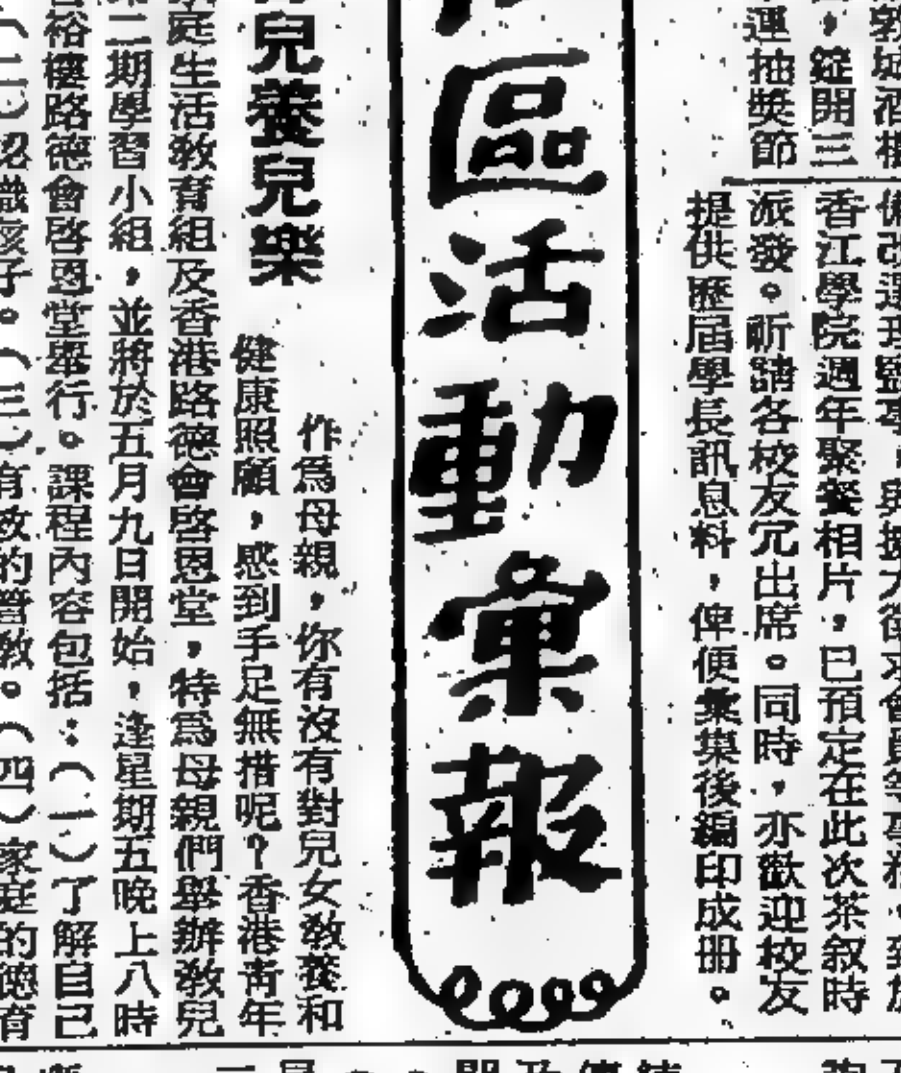 運抽獎節
，縱開三
香江學院週年聚餐相片，已預定在此次茶叙時
派發。祈請各校友冗出席。同時，亦歡迎校友
提供歷屆學長訊息料，俾便彙集後編印成册。
區活動彙報
兒養兒樂
作爲母親，你有沒有對兒女敎養和
健康照顧，感到手足無措呢？香港靑年
庭生活敎育組及香港路德會啓恩堂，特爲母親們舉辦敎兒
二期學習小組，並將於五月九日開始，逢星期五晚上八時
裕樓路德會啓恩堂舉行。課程內容包括：（一）了解自己
（二）認識孩子。（三）有效的管敎。（四）家庭的德育